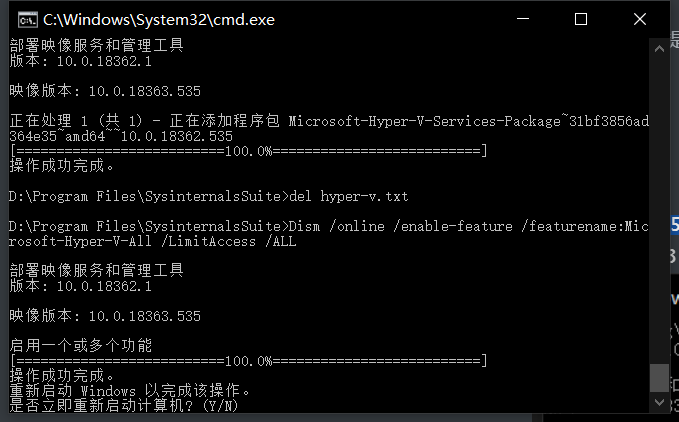 C:\Windows\System32\cmd.exe
部署映像服务和管理工具
版本: 10.0.18362.1
映像版本: 10.0.18363.535
正在处理 1 (共 1) - 正在添加程序包 Microsoft-Hyper-V-Services-Package~31bf3856ad
364e35~amd64~~10.0.18362.535
[==========================100.0%==========================]
操作成功完成。
D:\Program Files\SysinternalsSuite>del hyper-v.txt
D:\Program Files\SysinternalsSuite>Dism /online /enable-feature /featurename:Mic
rosoft-Hyper-V-All /LimitAccess /ALL
部署映像服务和管理工具
版本: 10.0.18362.1
映像版本: 10.0.18363.535
启用一个或多个功能
[==========================100.0%==========================]
操作成功完成。
重新启动 Windows 以完成该操作。
是否立即重新启动计算机? (Y/N)